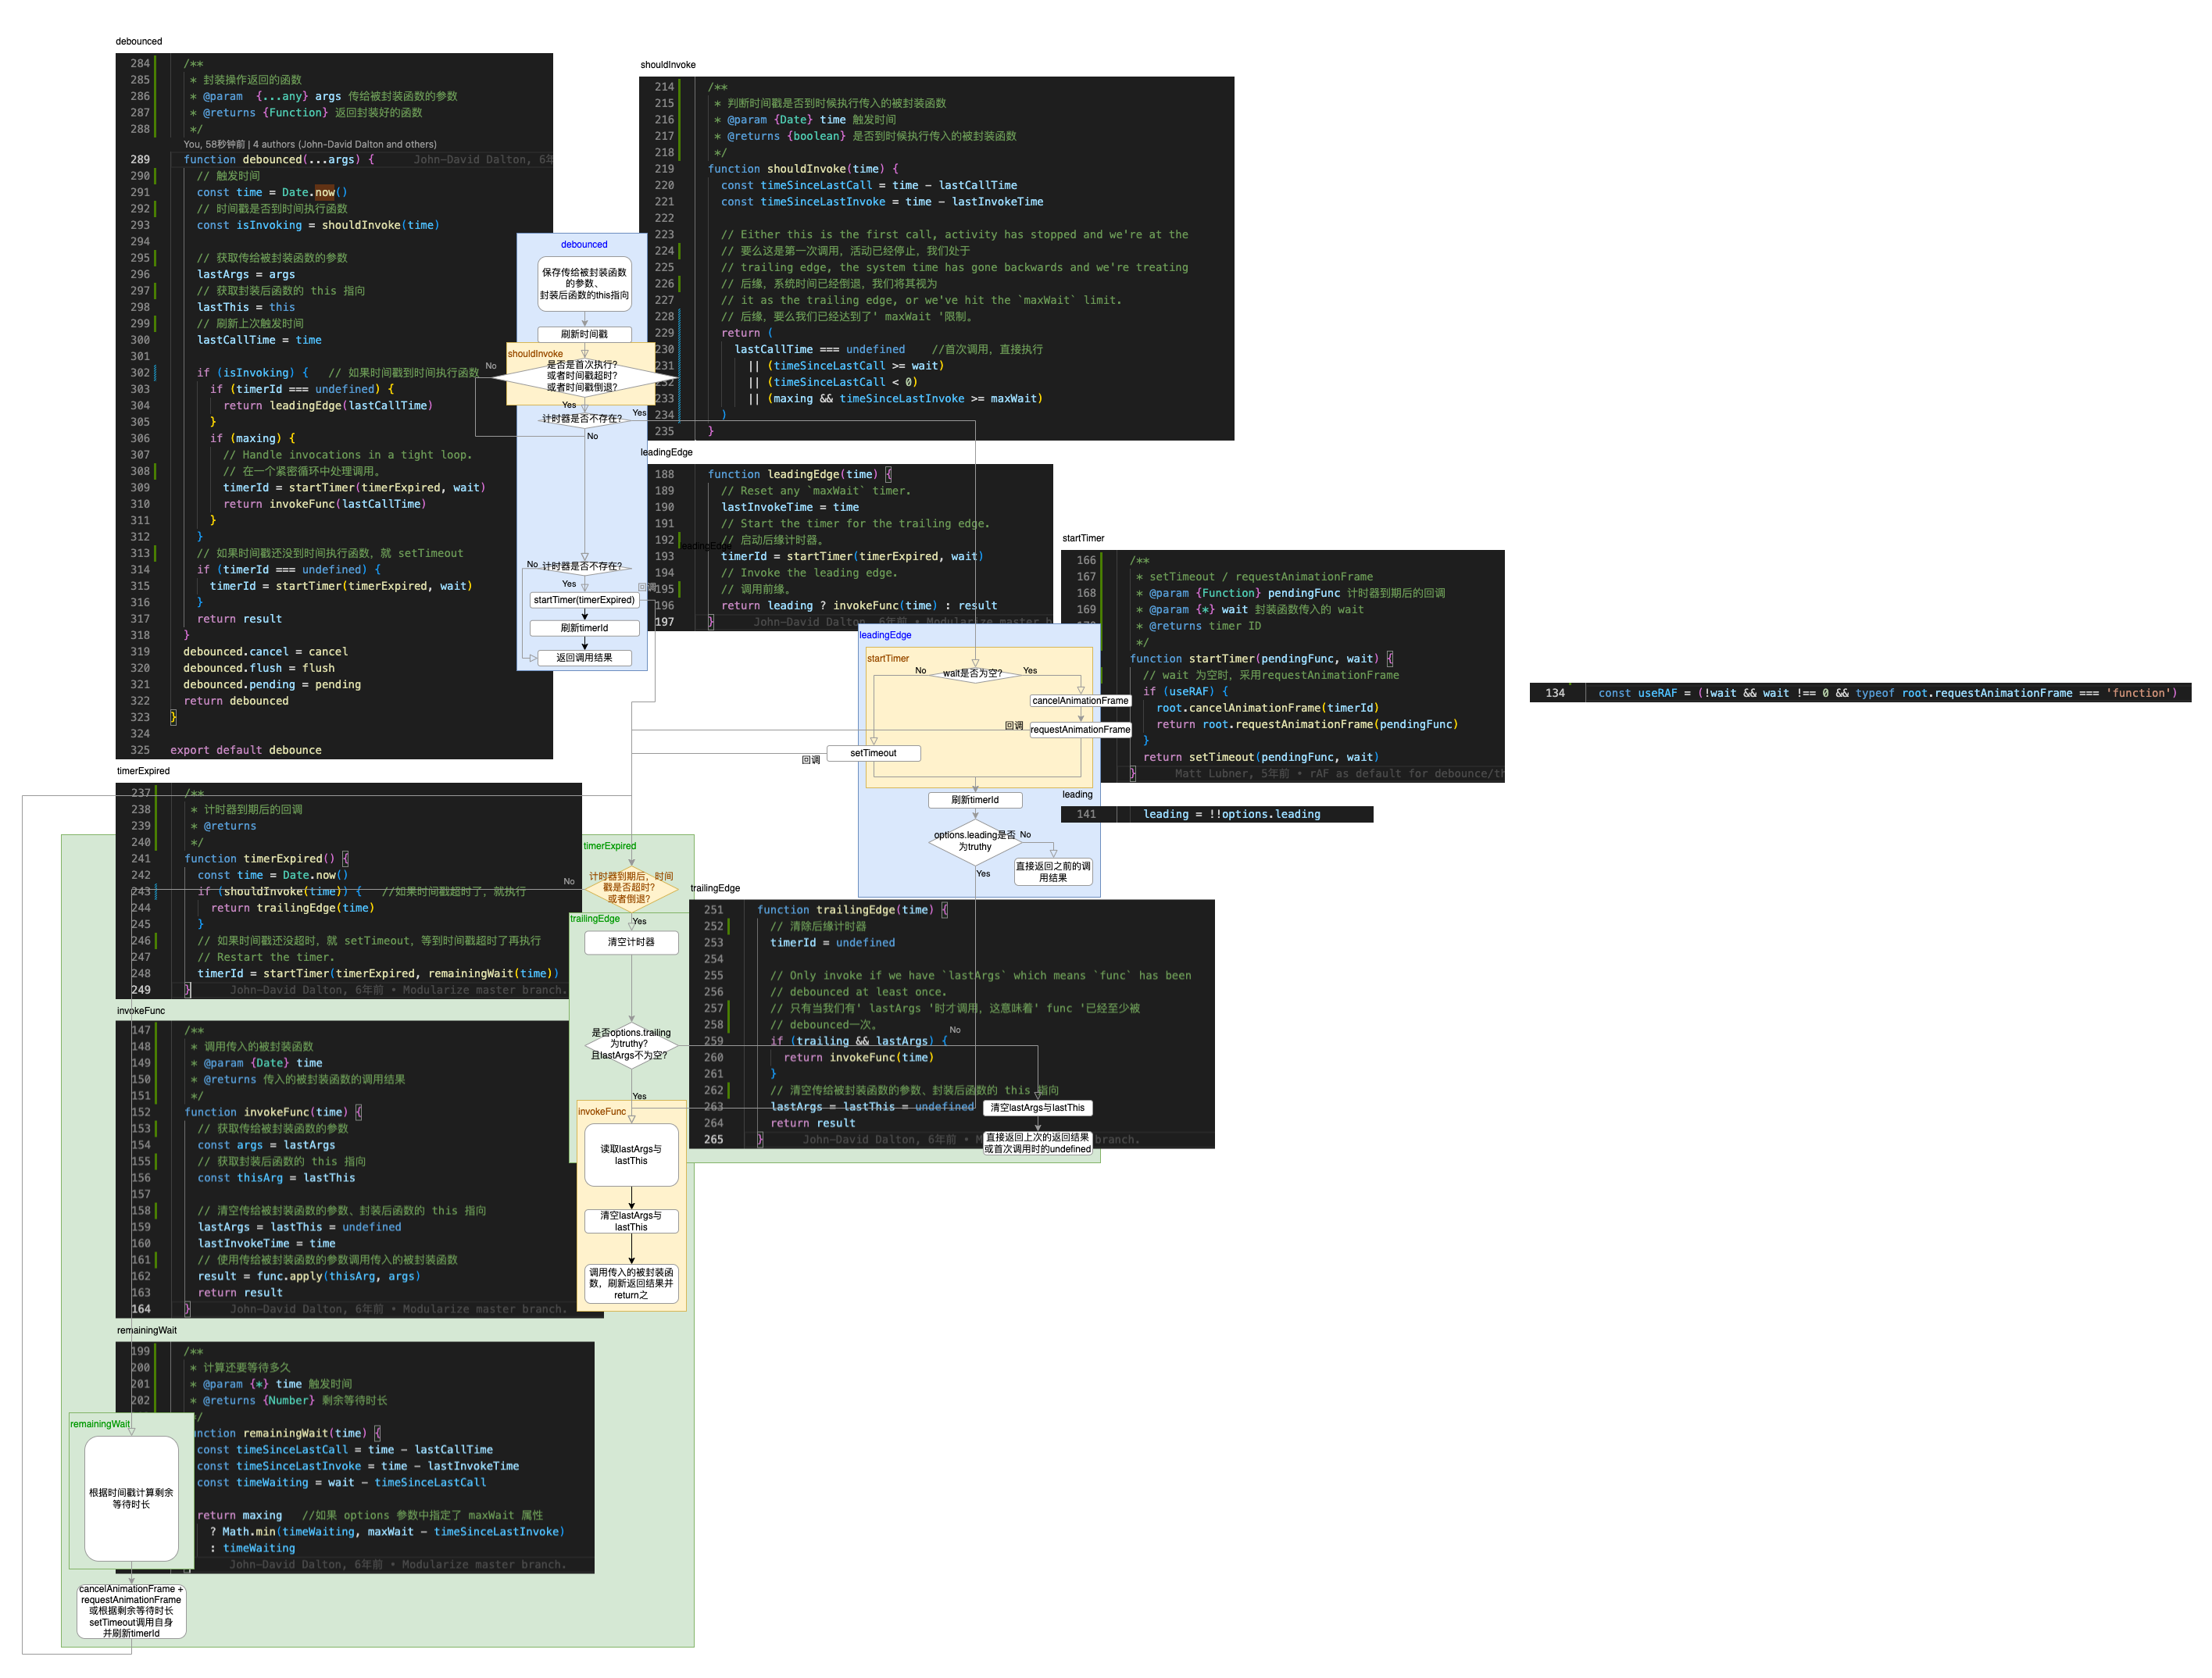 debounced
284 /**
285 * 封装操作返回的函数
286 * @param {...any} args 传给被封装函数的参数
287 * @returns {Function} 返回封装好的函数
288 */
You, 58秒钟前 | 4 authors (John-David Dalton and others)
289 function debounced(...args) { John-David Dalton, 6年
290 // 触发时间
291 const time = Date.now()
292 // 时间戳是否到时间执行函数
293 const isInvoking = shouldInvoke(time)
294
295 // 获取传给被封装函数的参数
296 lastArgs = args
297 // 获取封装后函数的 this 指向
298 lastThis = this
299 // 刷新上次触发时间
300 lastCallTime = time
301
302 if (isInvoking) { // 如果时间戳到时间执行函数
303 if (timerId === undefined) {
304 return leadingEdge(lastCallTime)
305 }
306 if (maxing) {
307 // Handle invocations in a tight loop.
308 // 在一个紧密循环中处理调用。
309 timerId = startTimer(timerExpired, wait)
310 return invokeFunc(lastCallTime)
311 }
312 }
313 // 如果时间戳还没到时间执行函数，就 setTimeout
314 if (timerId === undefined) {
315 timerId = startTimer(timerExpired, wait)
316 }
317 return result
318 }
319 debounced.cancel = cancel
320 debounced.flush = flush
321 debounced.pending = pending
322 return debounced
323 }
324
325 export default debounce
debounced
保存传给被封装函数
的参数、
封装后函数的this指向
刷新时间戳
shouldInvoke
是否是首次执行?
或者时间戳超时?
或者时间戳倒退?
No
Yes
计时器是否不存在?
Yes
No
计时器是否不存在?
No
Yes
startTimer(timerExpired)
回调
刷新timerId
返回调用结果
shouldInvoke
214 /**
215 * 判断时间戳是否到时候执行传入的被封装函数
216 * @param {Date} time 触发时间
217 * @returns {boolean} 是否到时候执行传入的被封装函数
218 */
219 function shouldInvoke(time) {
220 const timeSinceLastCall = time - lastCallTime
221 const timeSinceLastInvoke = time - lastInvokeTime
222
223 // Either this is the first call, activity has stopped and we're at the
224 // 要么这是第一次调用，活动已经停止，我们处于
225 // trailing edge, the system time has gone backwards and we're treating
226 // 后缘，系统时间已经倒退，我们将其视为
227 // it as the trailing edge, or we've hit the `maxWait` limit.
228 // 后缘，要么我们已经达到了' maxWait '限制。
229 return (
230 lastCallTime === undefined //首次调用，直接执行
231 || (timeSinceLastCall >= wait)
232 || (timeSinceLastCall < 0)
233 || (maxing && timeSinceLastInvoke >= maxWait)
234 )
235 }
leadingEdge
188 function leadingEdge(time) {
189 // Reset any `maxWait` timer.
190 lastInvokeTime = time
191 // Start the timer for the trailing edge.
192 // 启动后缘计时器。
leadingEdge
193 timerId = startTimer(timerExpired, wait)
194 // Invoke the leading edge.
195 // 调用前缘。
196 return leading ? invokeFunc(time) : result
197 } John-David Dalton, 6年前 • Modularize master b
startTimer
166 /**
167 * setTimeout / requestAnimationFrame
168 * @param {Function} pendingFunc 计时器到期后的回调
169 * @param {*} wait 封装函数传入的 wait
* @returns timer ID
*/
function startTimer(pendingFunc, wait) {
// wait 为空时，采用requestAnimationFrame
if (useRAF) {
root.cancelAnimationFrame(timerId)
return root.requestAnimationFrame(pendingFunc)
}
return setTimeout(pendingFunc, wait)
} Matt Lubner, 5年前 • rAF as default for debounce/th
134 const useRAF = (!wait && wait !== 0 && typeof root.requestAnimationFrame === 'function')
leadingEdge
startTimer
wait是否为空?
No
Yes
cancelAnimationFrame
requestAnimationFrame
回调
setTimeout
回调
刷新timerId
options.leading是否
为truthy
No
Yes
直接返回之前的调
用结果
leading
141 leading = !!options.leading
timerExpired
237 /**
238 * 计时器到期后的回调
239 * @returns
240 */
241 function timerExpired() {
242 const time = Date.now()
243 if (shouldInvoke(time)) { //如果时间戳超时了，就执行
244 return trailingEdge(time)
245 }
246 // 如果时间戳还没超时，就 setTimeout，等到时间戳超时了再执行
247 // Restart the timer.
248 timerId = startTimer(timerExpired, remainingWait(time))
249 } John-David Dalton, 6年前 • Modularize master branch.
timerExpired
计时器到期后，时间
戳是否超时?
或者倒退?
No
Yes
trailingEdge
清空计时器
是否options.trailing
为truthy?
且lastArgs不为空?
No
Yes
trailingEdge
251 function trailingEdge(time) {
252 // 清除后缘计时器
253 timerId = undefined
254
255 // Only invoke if we have `lastArgs` which means `func` has been
256 // debounced at least once.
257 // 只有当我们有' lastArgs '时才调用，这意味着' func '已经至少被
258 // debounced一次。
259 if (trailing && lastArgs) {
260 return invokeFunc(time)
261 }
262 // 清空传给被封装函数的参数、封装后函数的 this 指向
263 lastArgs = lastThis = undefined
264 return result
265 } John-David Dalton, 6年前 • M branch.
清空lastArgs与lastThis
直接返回上次的返回结果
或首次调用时的undefined
invokeFunc
147 /**
148 * 调用传入的被封装函数
149 * @param {Date} time
150 * @returns 传入的被封装函数的调用结果
151 */
152 function invokeFunc(time) {
153 // 获取传给被封装函数的参数
154 const args = lastArgs
155 // 获取封装后函数的 this 指向
156 const thisArg = lastThis
157
158 // 清空传给被封装函数的参数、封装后函数的 this 指向
159 lastArgs = lastThis = undefined
160 lastInvokeTime = time
161 // 使用传给被封装函数的参数调用传入的被封装函数
162 result = func.apply(thisArg, args)
163 return result
164 } John-David Dalton, 6年前 • Modularize master branch.
invokeFunc
读取lastArgs与
lastThis
清空lastArgs与
lastThis
调用传入的被封装函
数，刷新返回结果并
return之
remainingWait
199 /**
200 * 计算还要等待多久
201 * @param {*} time 触发时间
202 * @returns {Number} 剩余等待时长
*/
nction remainingWait(time) {
const timeSinceLastCall = time - lastCallTime
const timeSinceLastInvoke = time - lastInvokeTime
const timeWaiting = wait - timeSinceLastCall
return maxing //如果 options 参数中指定了 maxWait 属性
? Math.min(timeWaiting, maxWait - timeSinceLastInvoke)
: timeWaiting
John-David Dalton, 6年前 • Modularize master branch.
remainingWait
根据时间戳计算剩余
等待时长
cancelAnimationFrame +
requestAnimationFrame
或根据剩余等待时长
setTimeout调用自身
并刷新timerId